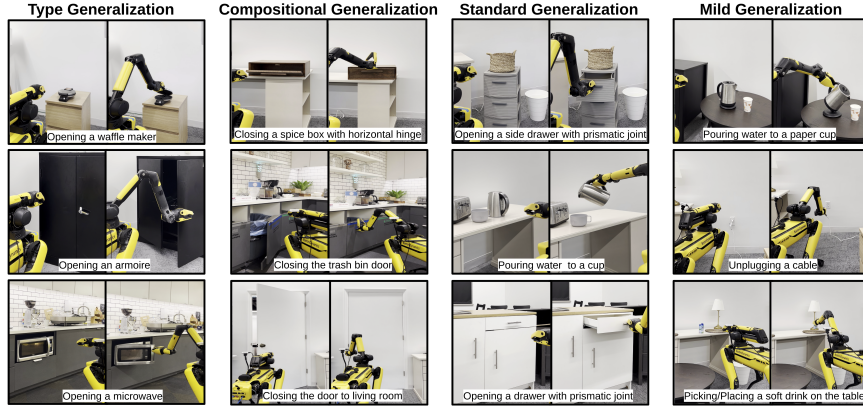 Type Generalization
Compositional Generalization
Standard Generalization
Mild Generalization
Opening a waffle maker
Closing a spice box with horizontal hinge
Opening a side drawer with prismatic joint
Pouring water to a paper cup
Opening an armoire
Closing the trash bin door
Pouring water  to a cup
Unplugging a cable
Opening a microwave
Closing the door to living room
Opening a drawer with prismatic joint
Picking/Placing a soft drink on the table